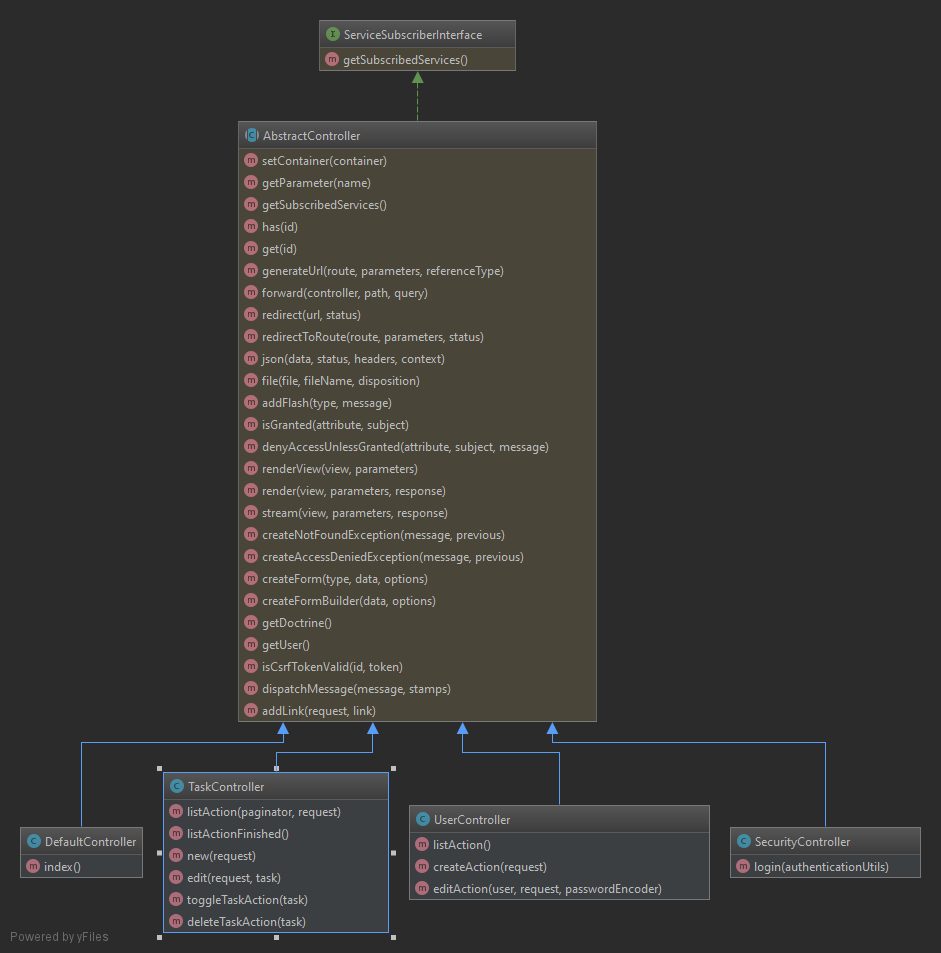 ServiceSubscriberInterface
getSubscribedServices()
AbstractController
setContainer(container)
getParameter(name)
getSubscribedServices()
has(id)
get(id)
generateUrl(route, parameters, referenceType)
forward(controller, path, query)
redirect(url, status)
redirectToRoute(route, parameters, status)
json(data, status, headers, context)
file(file, fileName, disposition)
addFlash(type, message)
isGranted(attribute, subject)
denyAccessUnlessGranted(attribute, subject, message)
renderView(view, parameters)
render(view, parameters, response)
stream(view, parameters, response)
createNotFoundException(message, previous)
createAccessDeniedException(message, previous)
createForm(type, data, options)
createFormBuilder(data, options)
getDoctrine()
getUser()
isCsrfTokenValid(id, token)
dispatchMessage(message, stamps)
addLink(request, link)
DefaultController
index()
TaskController
listAction(paginator, request)
listActionFinished()
new(request)
edit(request, task)
toggleTaskAction(task)
deleteTaskAction(task)
UserController
listAction()
createAction(request)
editAction(user, request, passwordEncoder)
SecurityController
login(authenticationUtils)
Powered by yFiles